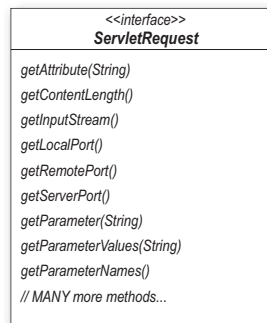 <<interface>>
ServletRequest
getAttribute(String)
getContentLength()
getInputStream()
getLocalPort()
getRemotePort()
getServerPort()
getParameter(String)
getParameterValues(String)
getParameterNames()
// MANY more methods...